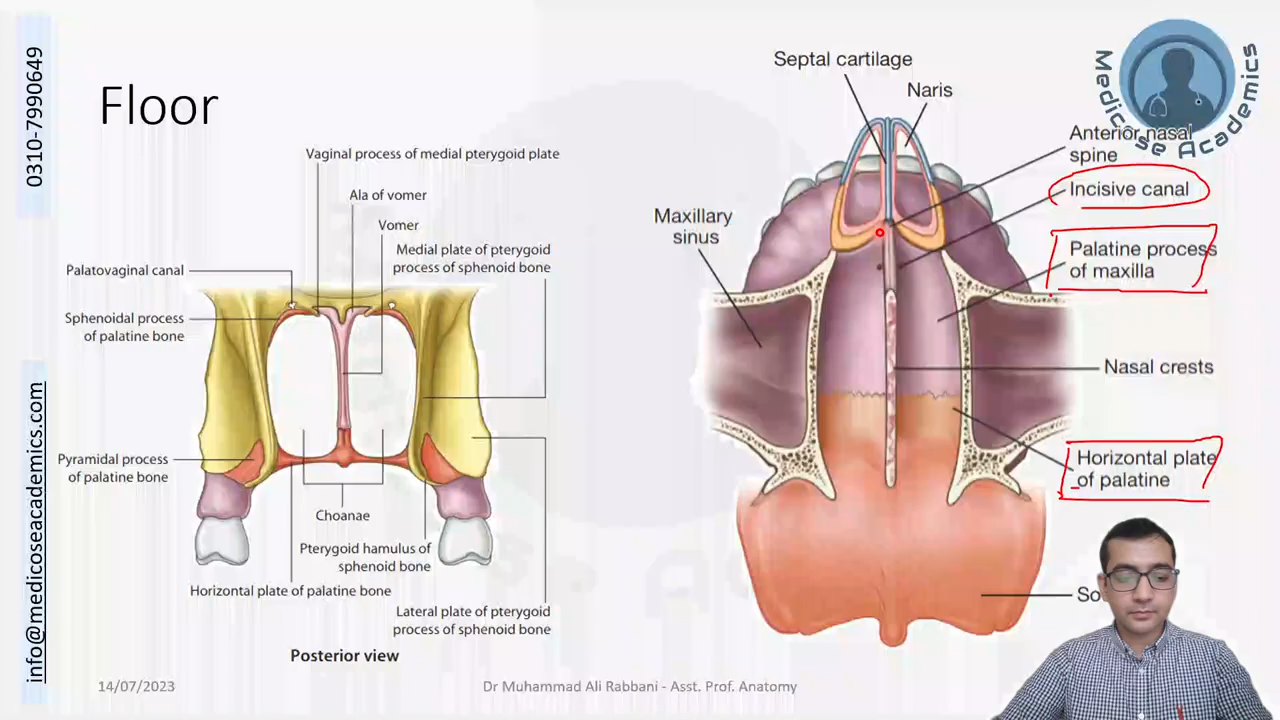 0310-7990649
info@medicoseacademics.com
Floor
Vaginal process of medial pterygoid plate
Ala of vomer
Vomer
Medial plate of pterygoid
process of sphenoid bone
Palatovaginal canal
Sphenoidal process
of palatine bone
Pyramidal process
of palatine bone
Choanae
Pterygoid hamulus of
sphenoid bone
Horizontal plate of palatine bone
Lateral plate of pterygoid
process of sphenoid bone
Posterior view
Septal cartilage
Naris
Anterior nasal
spine
Incisive canal
Maxillary
sinus
Palatine process
of maxilla
Nasal crests
Horizontal plate
of palatine
Medicose Academics
14/07/2023
Dr Muhammad Ali Rabbani - Asst. Prof. Anatomy